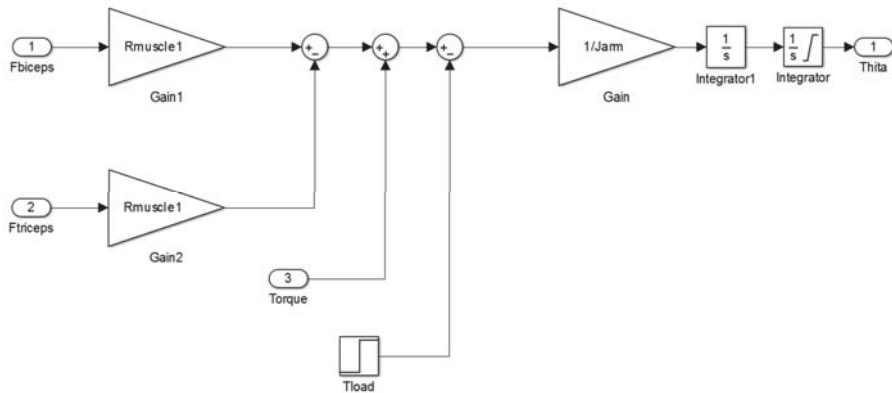 1
Fbiceps
Rmuscle1
Gain1
+
−
+
+
+
−
1/Jarm
Gain
1
s
Integrator1
1
s
Integrator
1
Thita
2
Ftriceps
Rmuscle1
Gain2
3
Torque
Tload